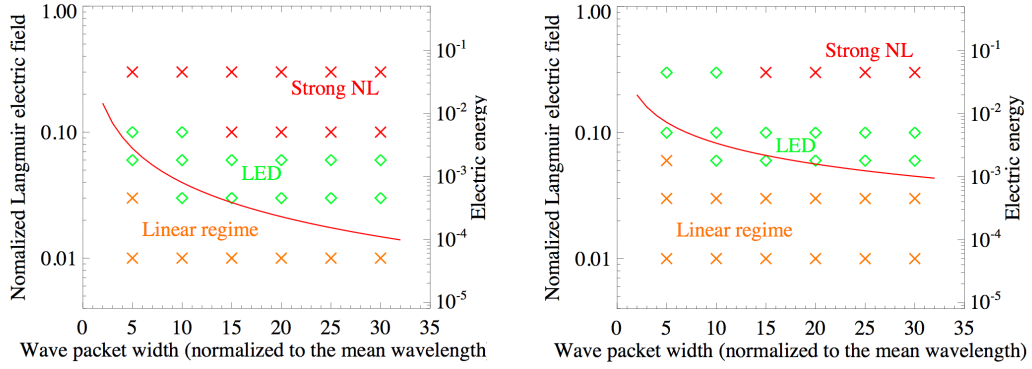 Nomalized Langmuir electric field
1.00
0.10
0.01
Strong NL
LED
Linear regime
10⁻¹
10⁻²
10⁻³
10⁻⁴
10⁻⁵
Electric energy
0 5 10 15 20 25 30 35
Wave packet width (normalized to the mean wavelength)
Nomalized Langmuir electric field
1.00
0.10
0.01
Strong NL
LED
Linear regime
10⁻¹
10⁻²
10⁻³
10⁻⁴
10⁻⁵
Electric energy
0 5 10 15 20 25 30 35
Wave packet width (normalized to the mean wavelength)